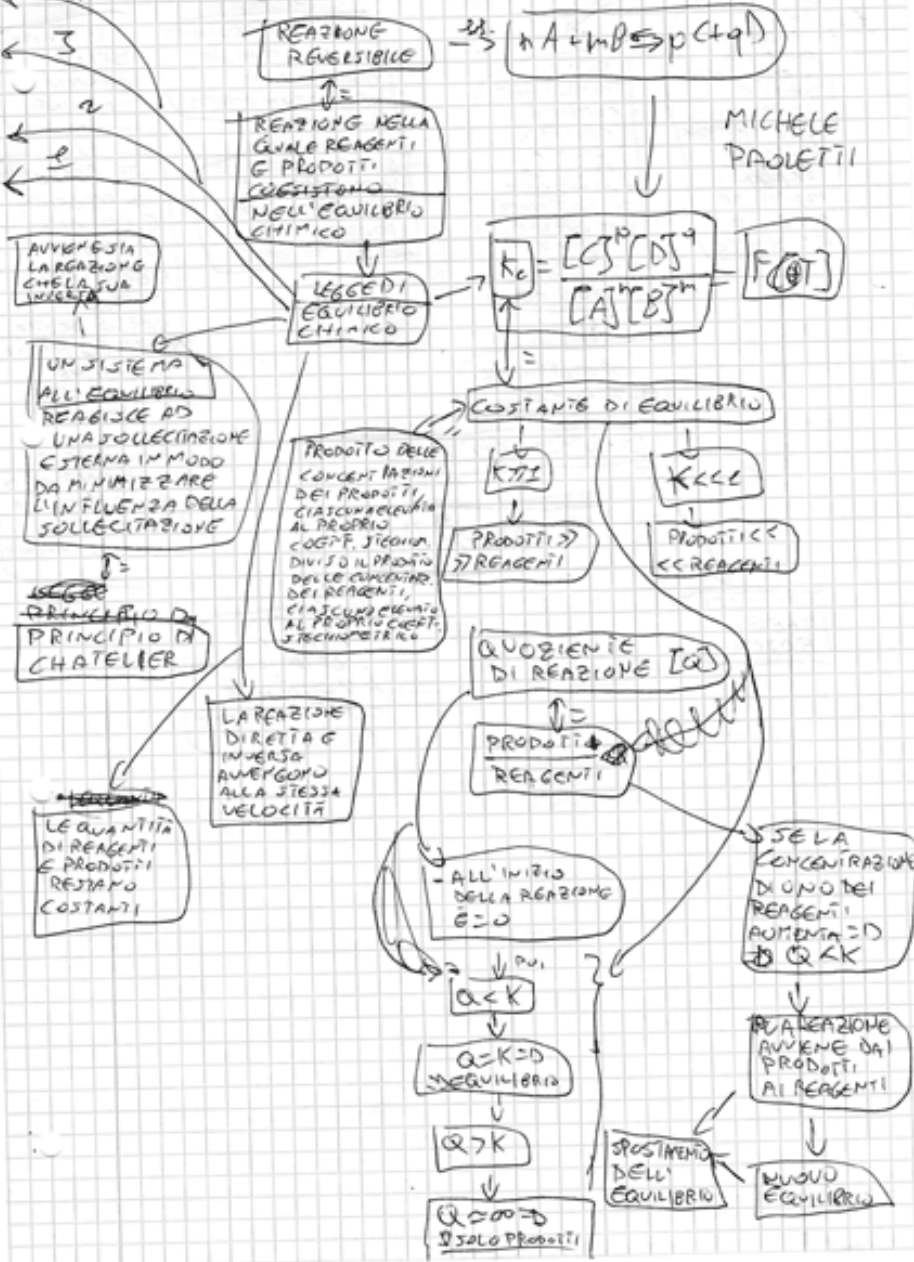 3
2
1
REAZIONE
REVERSIBILE
nA+mB⇆pC+qD
MICHELE
PAOLETTI
=
REAZIONE NELLA
QUALE REAGENTI
E PRODOTTI
COESISTONO
NELL'EQUILIBRIO
CHIMICO
AVVIENE SIA
LA REAZIONE
CHE LA SUA
INVERSA
LEGGE DI
EQUILIBRIO
CHIMICO
Kc = [C]^p [D]^q
[A]^n [B]^m
=
UN SISTEMA
ALL'EQUILIBRIO
REAGISCE AD
UNA SOLLECITAZIONE
ESTERNA IN MODO
DA MINIMIZZARE
L'INFLUENZA DELLA
SOLLECITAZIONE
=
PRINCIPIO DI
PRINCIPIO DI
CHATELIER
COSTANTE DI EQUILIBRIO
PRODOTTO DELLE
CONCENTRAZIONI
DEI PRODOTTI,
CIASCUNA ELEVATA
AL PROPRIO
COEFF. STECHIOM.
DIVISO IL PRODOTTO
DELLE CONCENTRAZ.
DEI REAGENTI,
CIASCUNO ELEVATO
AL PROPRIO COEFF.
STECHIOMETRICO
K>>1
PRODOTTI >>
>> REAGENTI
K<<1
PRODOTTI <<
<< REAGENTI
QUOZIENTE
DI REAZIONE [Q]
=
PRODOTTI
REAGENTI
LA REAZIONE
DIRETTA E
INVERSA
AVVENGONO
ALLA STESSA
VELOCITÀ
LE QUANTITÀ
DI REAGENTI
E PRODOTTI
RESTANO
COSTANTI
- ALL'INIZIO
DELLA REAZIONE
È = 0
POI
Q<K
Q=K=D
EQUILIBRIO
Q>K
Q=∞=D
SOLO PRODOTTI
SE LA
CONCENTRAZIONE
DI UNO DEI
REAGENTI
AUMENTA =D
Q<K
LA REAZIONE
AVVIENE DAI
PRODOTTI
AI REAGENTI
SPOSTAMENTO
DELL'
EQUILIBRIO
NUOVO
EQUILIBRIO